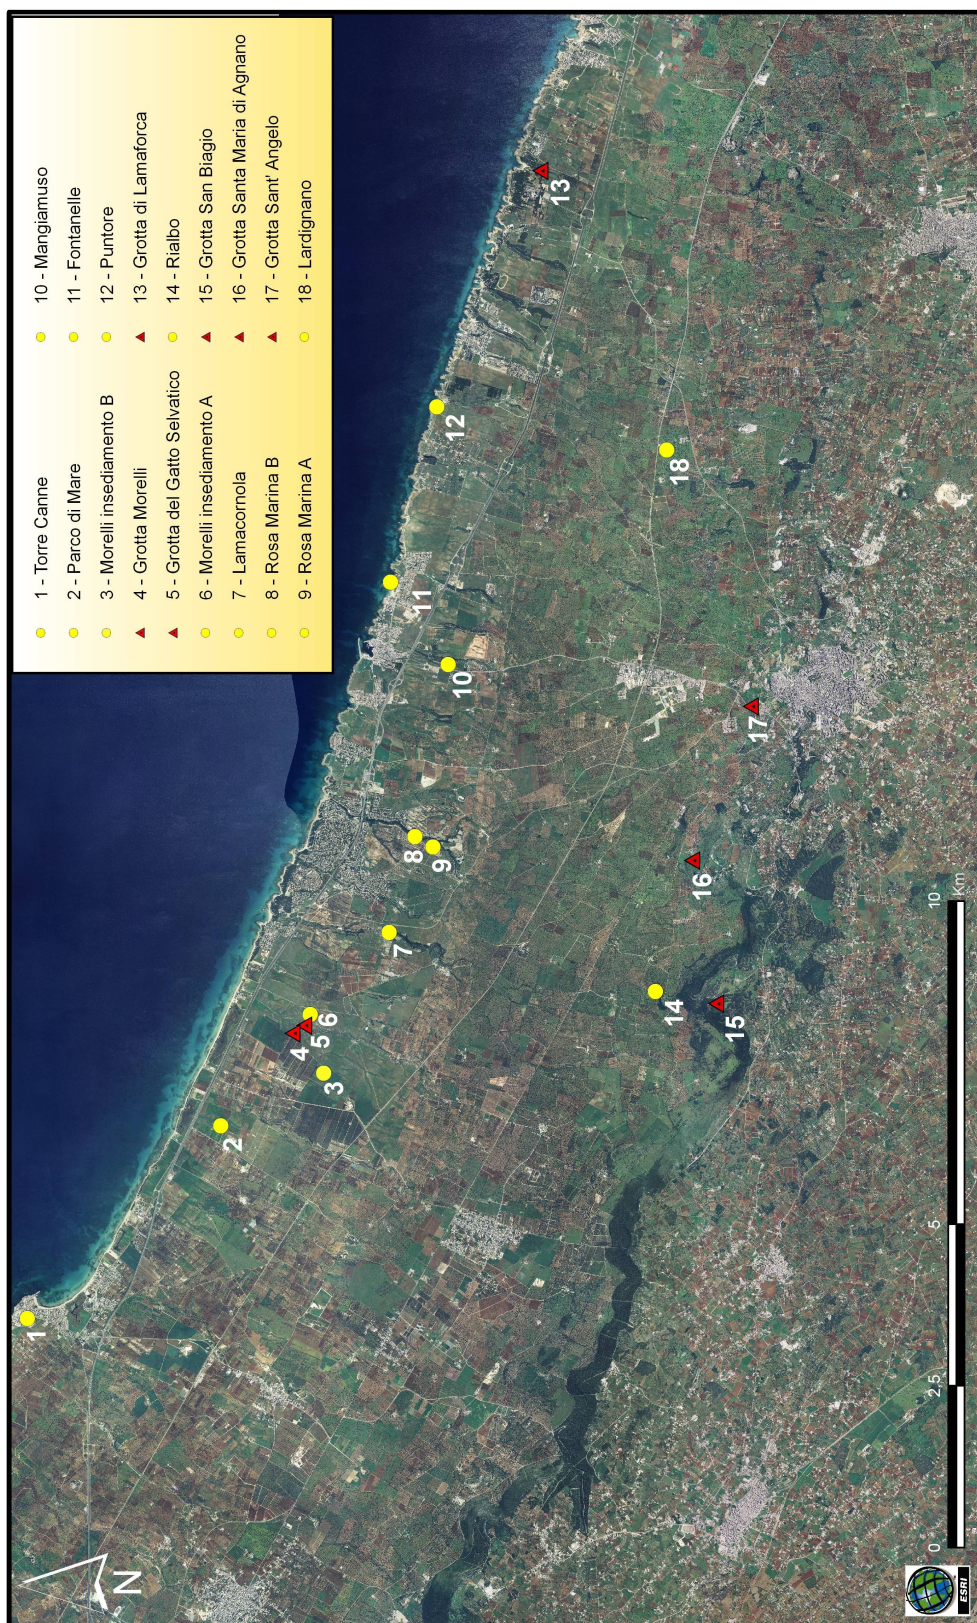 1 - Torre Canne
2 - Parco di Mare
3 - Morelli insediamento B
4 - Grotta Morelli
5 - Grotta del Gatto Selvatico
6 - Morelli insediamento A
7 - Lamacornola
8 - Rosa Marina B
9 - Rosa Marina A
10 - Mangiamuso
11 - Fontanelle
12 - Puntore
13 - Grotta di Lamaforca
14 - Rialbo
15 - Grotta San Biagio
16 - Grotta Santa Maria di Agnano
17 - Grotta Sant' Angelo
18 - Lardignano
1
2
3
4
5
6
7
8
9
10
11
12
13
14
15
16
17
18
N
0
2,5
5
10
Km
ESRI